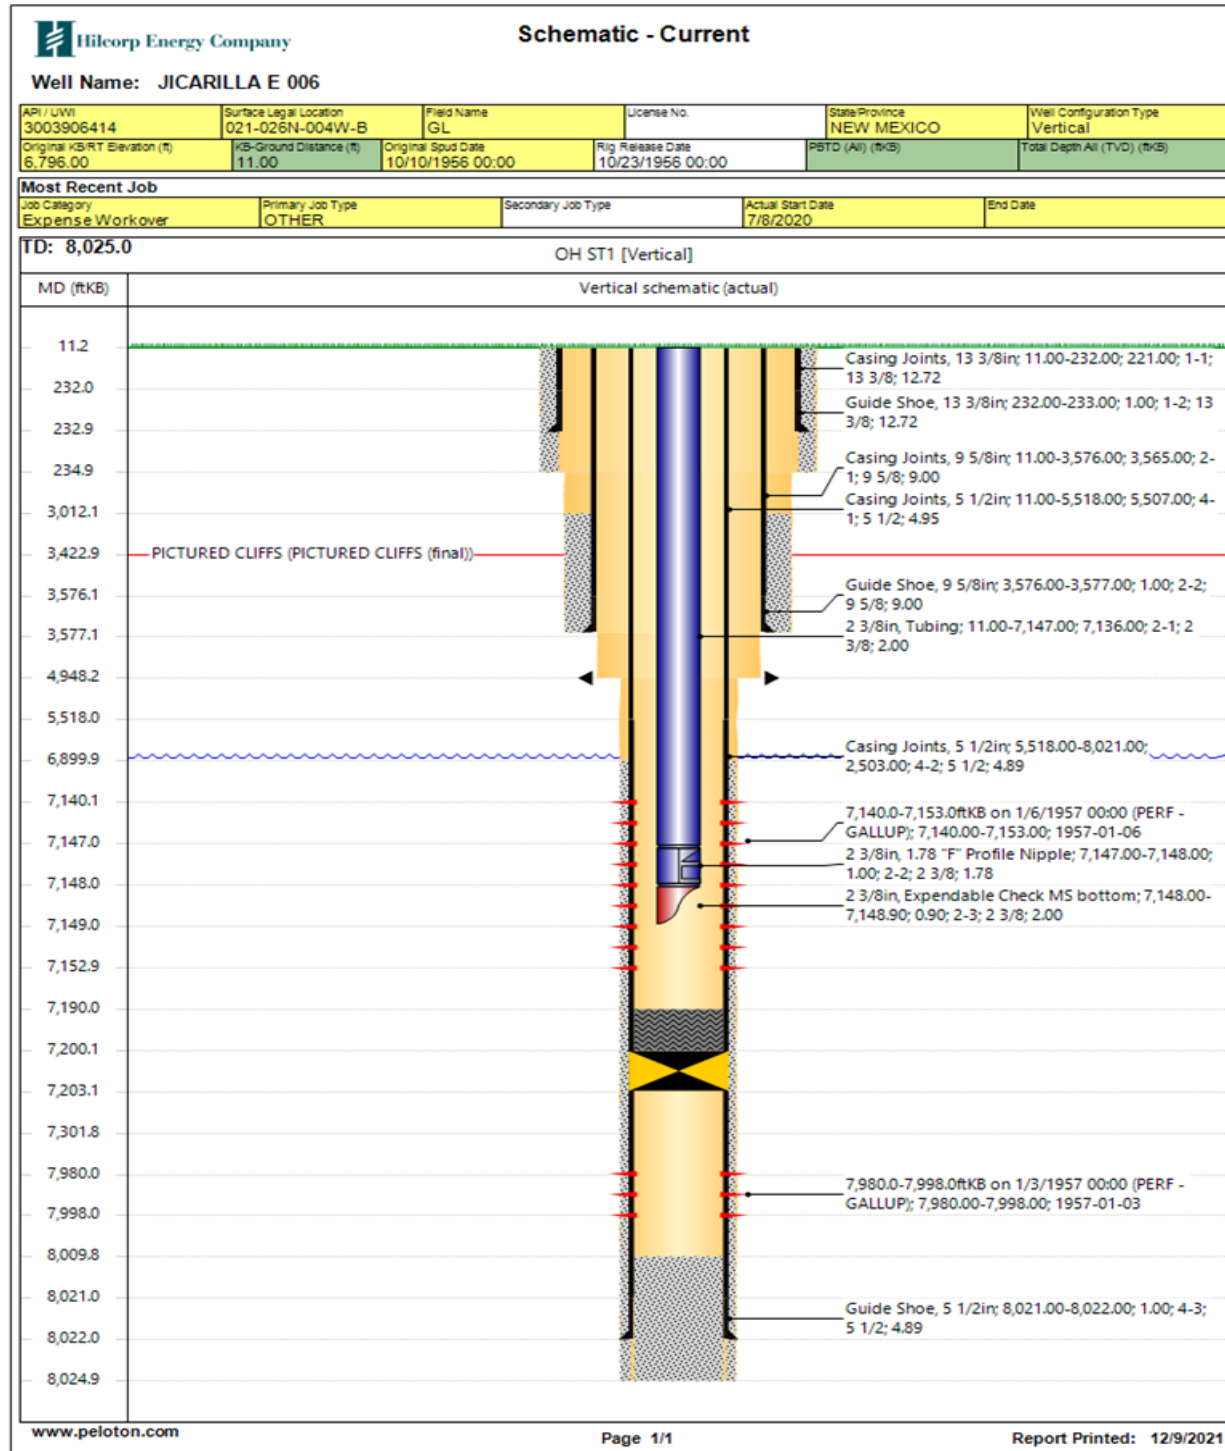 Hilcorp Energy Company
Schematic - Current
Well Name: JICARILLA E 006
API / UWI
3003906414
Surface Legal Location
021-026N-004W-B
Field Name
GL
License No.
State/Province
NEW MEXICO
Well Configuration Type
Vertical
Original KB/RT Elevation (ft)
6,796.00
KB-Ground Distance (ft)
11.00
Original Spud Date
10/10/1956 00:00
Rig Release Date
10/23/1956 00:00
PBTD (All) (ftKB)
Total Depth All (TVD) (ftKB)
Most Recent Job
Job Category
Expense Workover
Primary Job Type
OTHER
Secondary Job Type
Actual Start Date
7/8/2020
End Date
TD: 8,025.0
OH ST1 [Vertical]
MD (ftKB)
Vertical schematic (actual)
11.2
Casing Joints, 13 3/8in; 11.00-232.00; 221.00; 1-1;
13 3/8; 12.72
232.0
Guide Shoe, 13 3/8in; 232.00-233.00; 1.00; 1-2; 13
3/8; 12.72
232.9
234.9
Casing Joints, 9 5/8in; 11.00-3,576.00; 3,565.00; 2-
1; 9 5/8; 9.00
Casing Joints, 5 1/2in; 11.00-5,518.00; 5,507.00; 4-
1; 5 1/2; 4.95
3,012.1
3,422.9
PICTURED CLIFFS (PICTURED CLIFFS (final))
3,576.1
Guide Shoe, 9 5/8in; 3,576.00-3,577.00; 1.00; 2-2;
9 5/8; 9.00
3,577.1
2 3/8in, Tubing; 11.00-7,147.00; 7,136.00; 2-1; 2
3/8; 2.00
4,948.2
5,518.0
6,899.9
Casing Joints, 5 1/2in; 5,518.00-8,021.00;
2,503.00; 4-2; 5 1/2; 4.89
7,140.1
7,140.0-7,153.0ftKB on 1/6/1957 00:00 (PERF -
GALLUP); 7,140.00-7,153.00; 1957-01-06
7,147.0
2 3/8in, 1.78 "F" Profile Nipple; 7,147.00-7,148.00;
1.00; 2-2; 2 3/8; 1.78
7,148.0
2 3/8in, Expendable Check MS bottom; 7,148.00-
7,148.90; 0.90; 2-3; 2 3/8; 2.00
7,149.0
7,152.9
7,190.0
7,200.1
7,203.1
7,301.8
7,980.0
7,980.0-7,998.0ftKB on 1/3/1957 00:00 (PERF -
GALLUP); 7,980.00-7,998.00; 1957-01-03
7,998.0
8,009.8
8,021.0
Guide Shoe, 5 1/2in; 8,021.00-8,022.00; 1.00; 4-3;
5 1/2; 4.89
8,022.0
8,024.9
www.peloton.com
Page 1/1
Report Printed: 12/9/2021